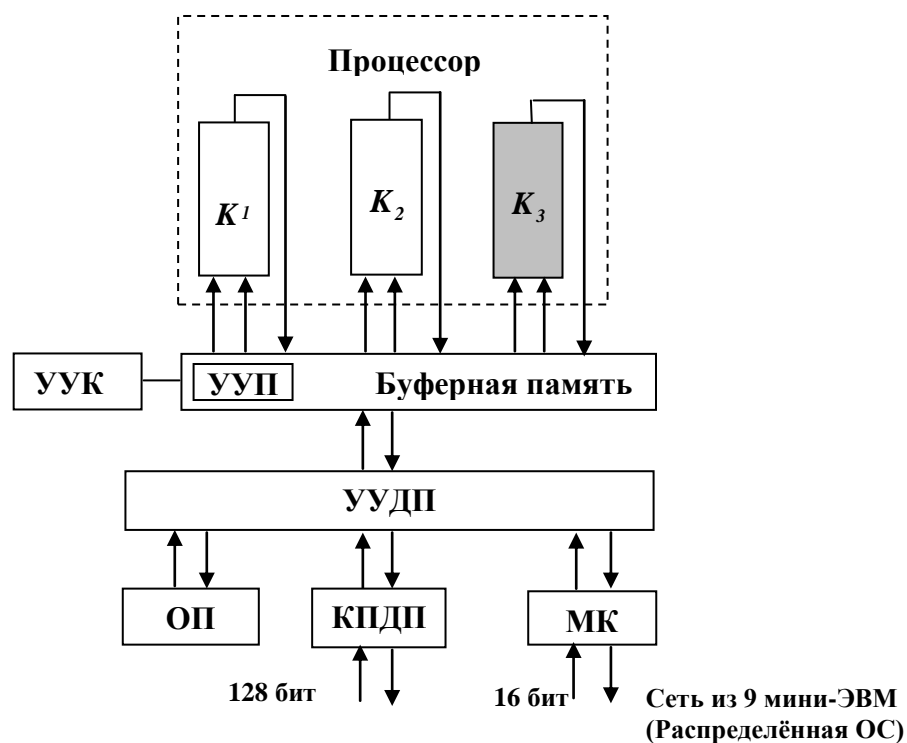 Процессор
K1
K2
K3
УУК
УУП
Буферная память
УУДП
ОП
КПДП
МК
128 бит
16 бит
Сеть из 9 мини-ЭВМ
(Распределённая ОС)